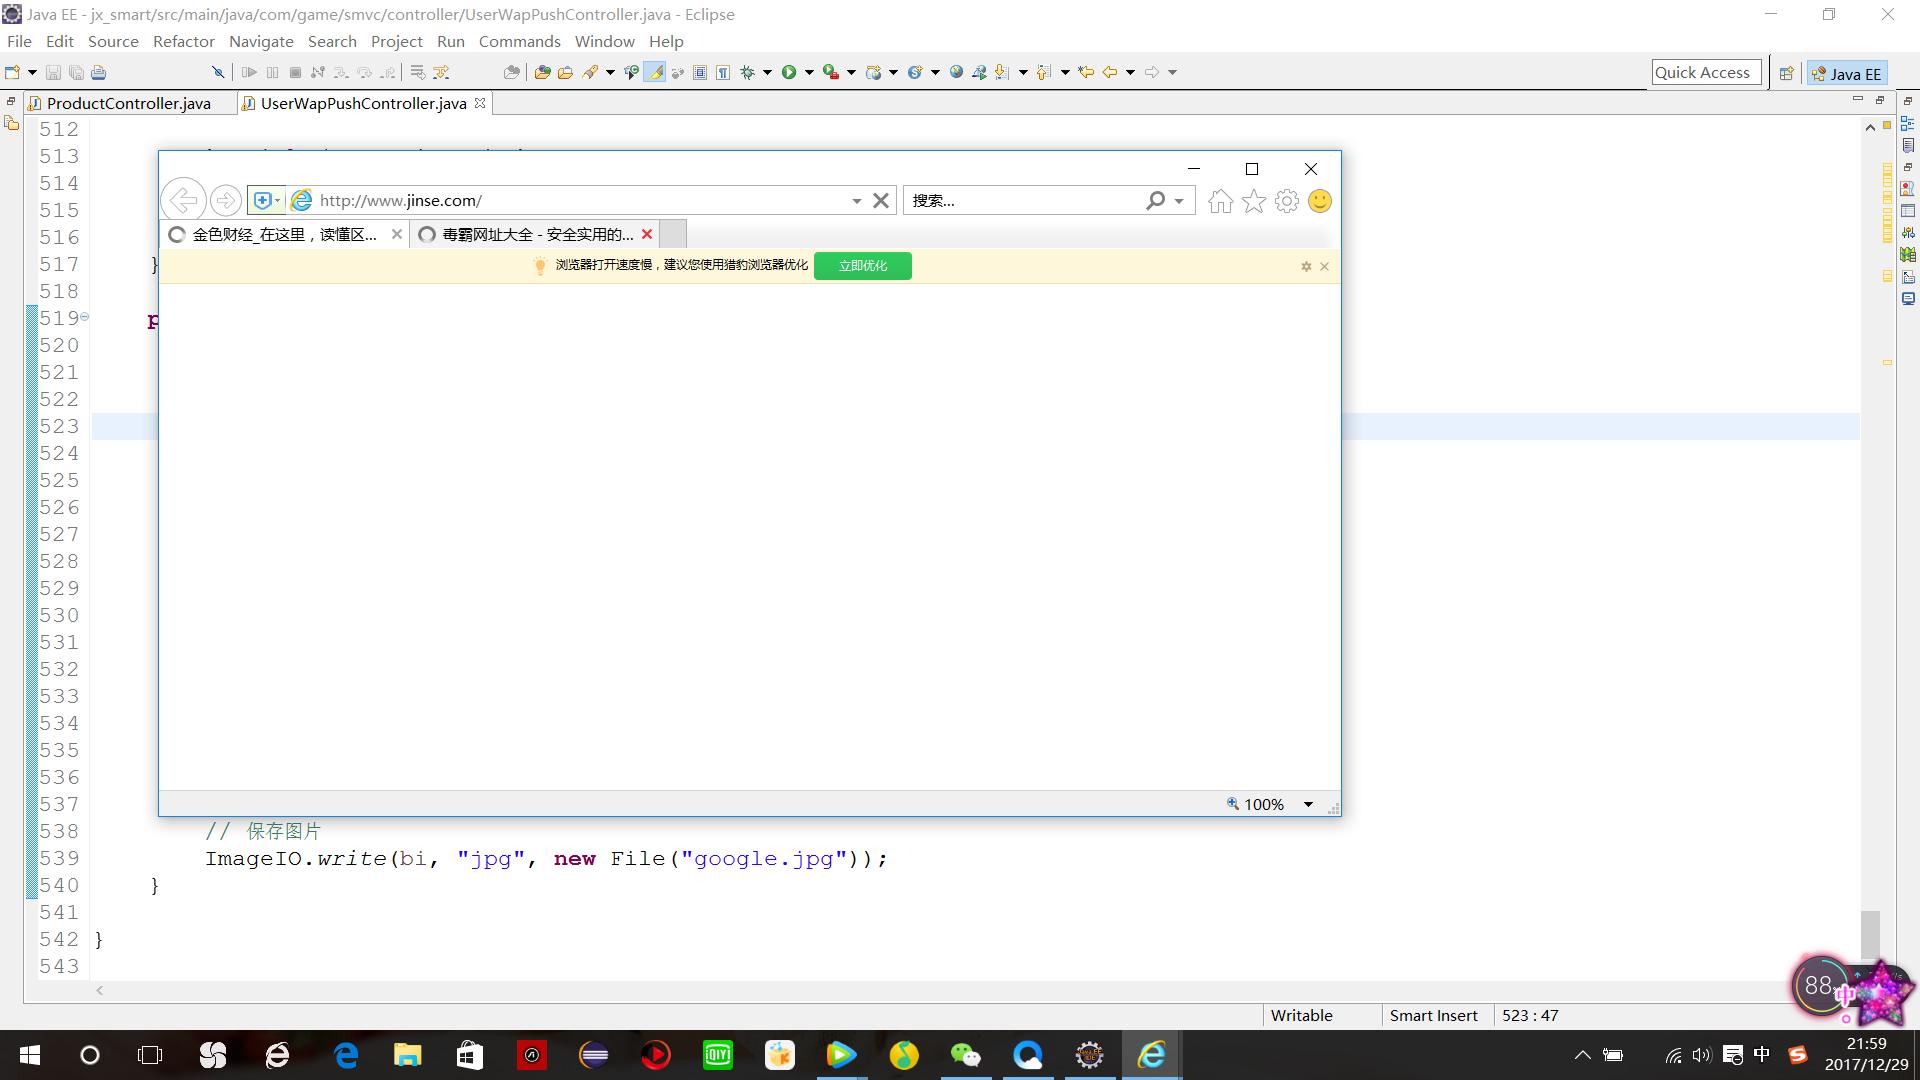 Java EE - jx_smart/src/main/java/com/game/smvc/controller/UserWapPushController.java - Eclipse
File Edit Source Refactor Navigate Search Project Run Commands Window Help
Quick Access
Java EE
ProductController.java
UserWapPushController.java
512
513
514
515
516
517 }
518
519 p
520
521
522
523
524
525
526
527
528
529
530
531
532
533
534
535
536
537
538 // 保存图片
539 ImageIO.write(bi, "jpg", new File("google.jpg"));
540 }
541
542 }
543
http://www.jinse.com/
搜索...
金色财经_在这里，读懂区...
毒霸网址大全 - 安全实用的...
浏览器打开速度慢，建议您使用猎豹浏览器优化
立即优化
100%
Writable
Smart Insert
523 : 47
88%
中
iQIYI
中
21:59
2017/12/29